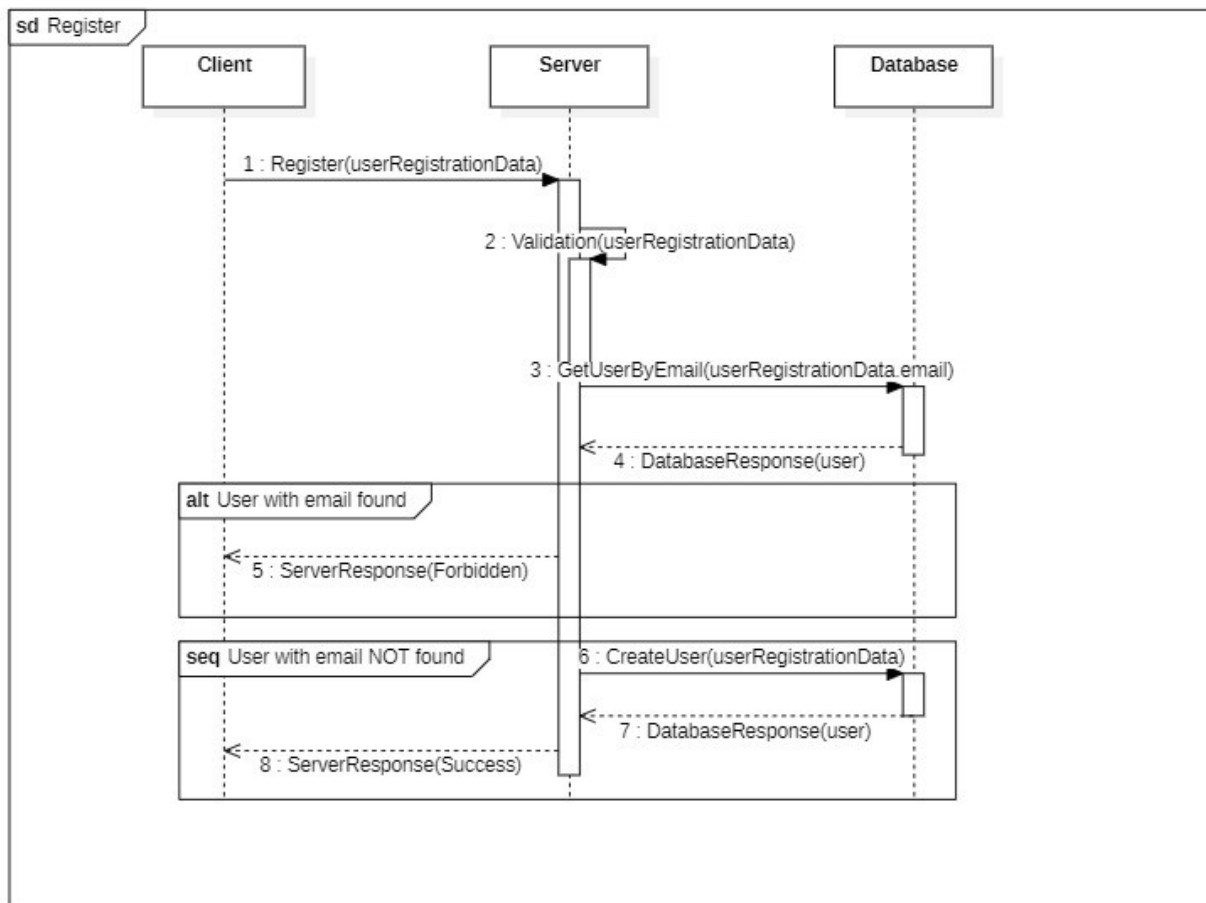 sd Register
Client
Server
Database
1 : Register(userRegistrationData)
2 : Validation(userRegistrationData)
3 : GetUserByEmail(userRegistrationData.email)
4 : DatabaseResponse(user)
alt User with email found
5 : ServerResponse(Forbidden)
seq User with email NOT found
6 : CreateUser(userRegistrationData)
7 : DatabaseResponse(user)
8 : ServerResponse(Success)